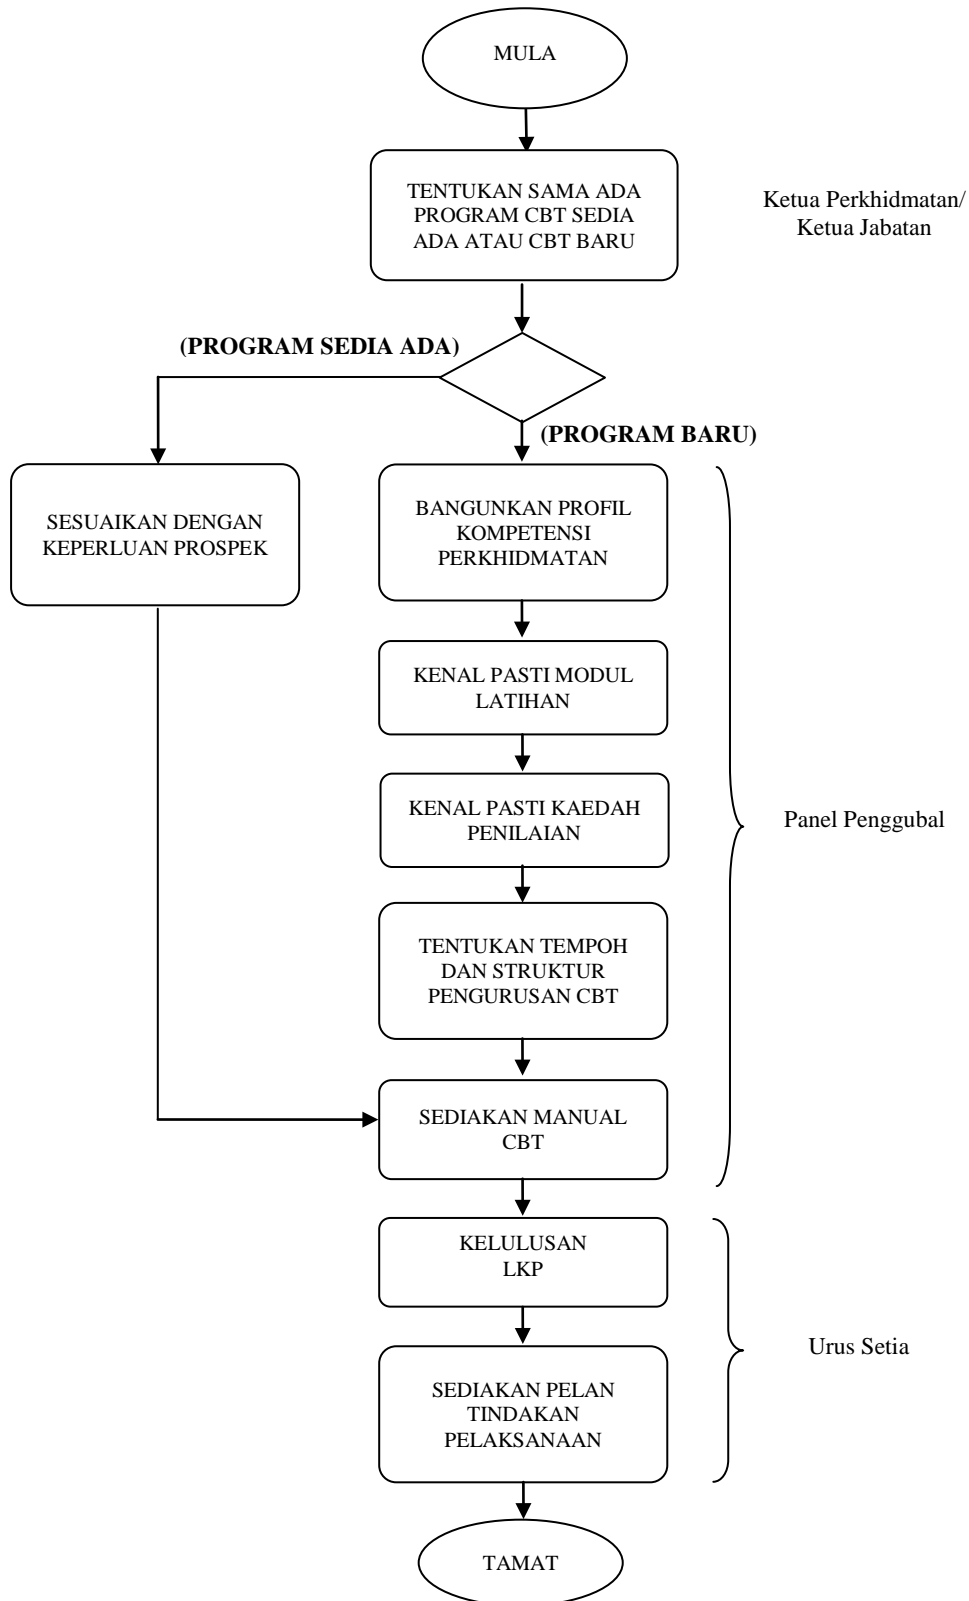 MULA
TENTUKAN SAMA ADA
PROGRAM CBT SEDIA
ADA ATAU CBT BARU
Ketua Perkhidmatan/
Ketua Jabatan
(PROGRAM SEDIA ADA)
(PROGRAM BARU)
SESUAIKAN DENGAN
KEPERLUAN PROSPEK
BANGUNKAN PROFIL
KOMPETENSI
PERKHIDMATAN
KENAL PASTI MODUL
LATIHAN
KENAL PASTI KAEDAH
PENILAIAN
Panel Penggubal
TENTUKAN TEMPOH
DAN STRUKTUR
PENGURUSAN CBT
SEDIAKAN MANUAL
CBT
KELULUSAN
LKP
Urus Setia
SEDIAKAN PELAN
TINDAKAN
PELAKSANAAN
TAMAT